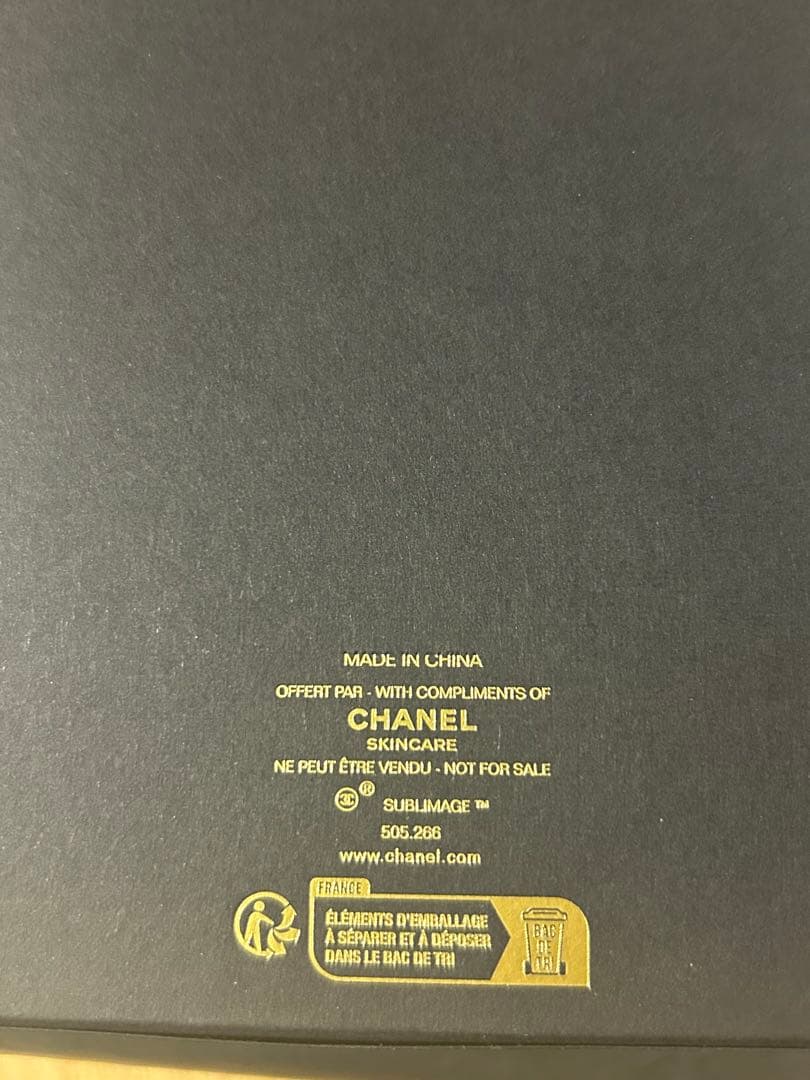 MADE IN CHINA
OFFERT PAR - WITH COMPLIMENTS OF
CHANEL
SKINCARE
NE PEUT ÊTRE VENDU - NOT FOR SALE
® SUBLIMAGE ™
505.266
www.chanel.com
FRANCE
ÉLÉMENTS D'EMBALLAGE
À SÉPARER ET À DÉPOSER
DANS LE BAC DE TRI
BAC
DE
TRI